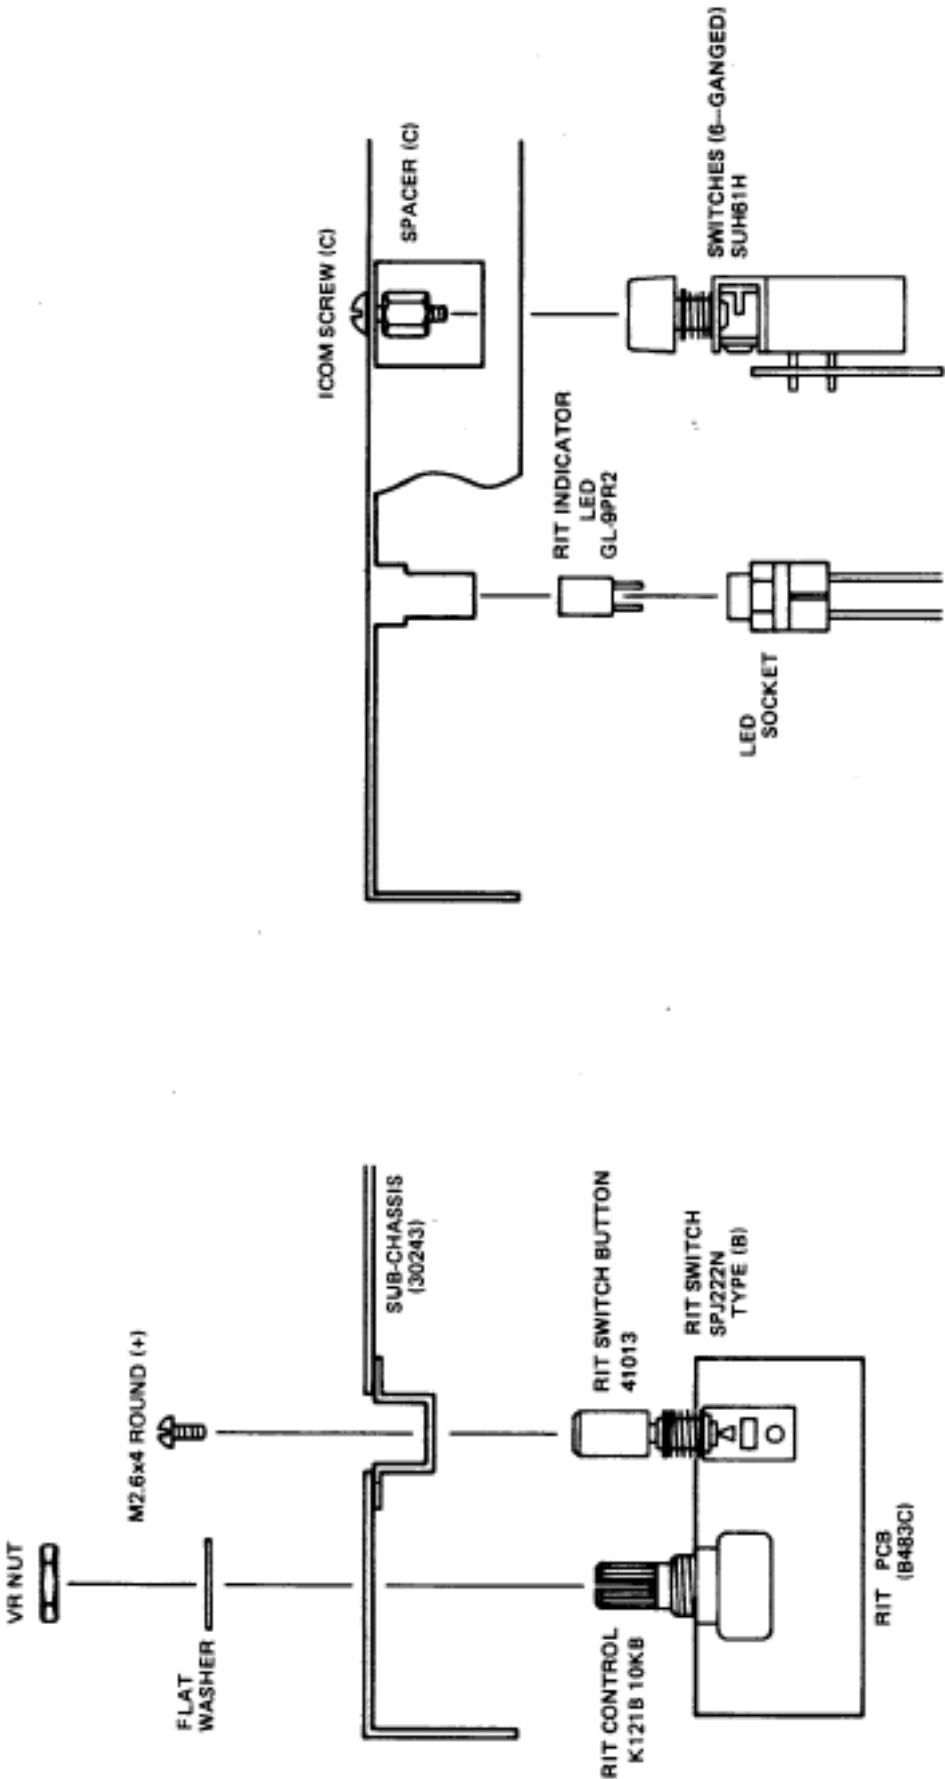 VR NUT
FLAT
WASHER
M2.6x4 ROUND (+)
SUB-CHASSIS
(30243)
RIT CONTROL
K121B 10KB
RIT SWITCH BUTTON
41013
RIT SWITCH
SPJ222N
TYPE (B)
RIT PCB
(B483C)
ICOM SCREW (C)
SPACER (C)
RIT INDICATOR
LED
GL-9PR2
LED
SOCKET
SWITCHES (6-GANGED)
SUH61H